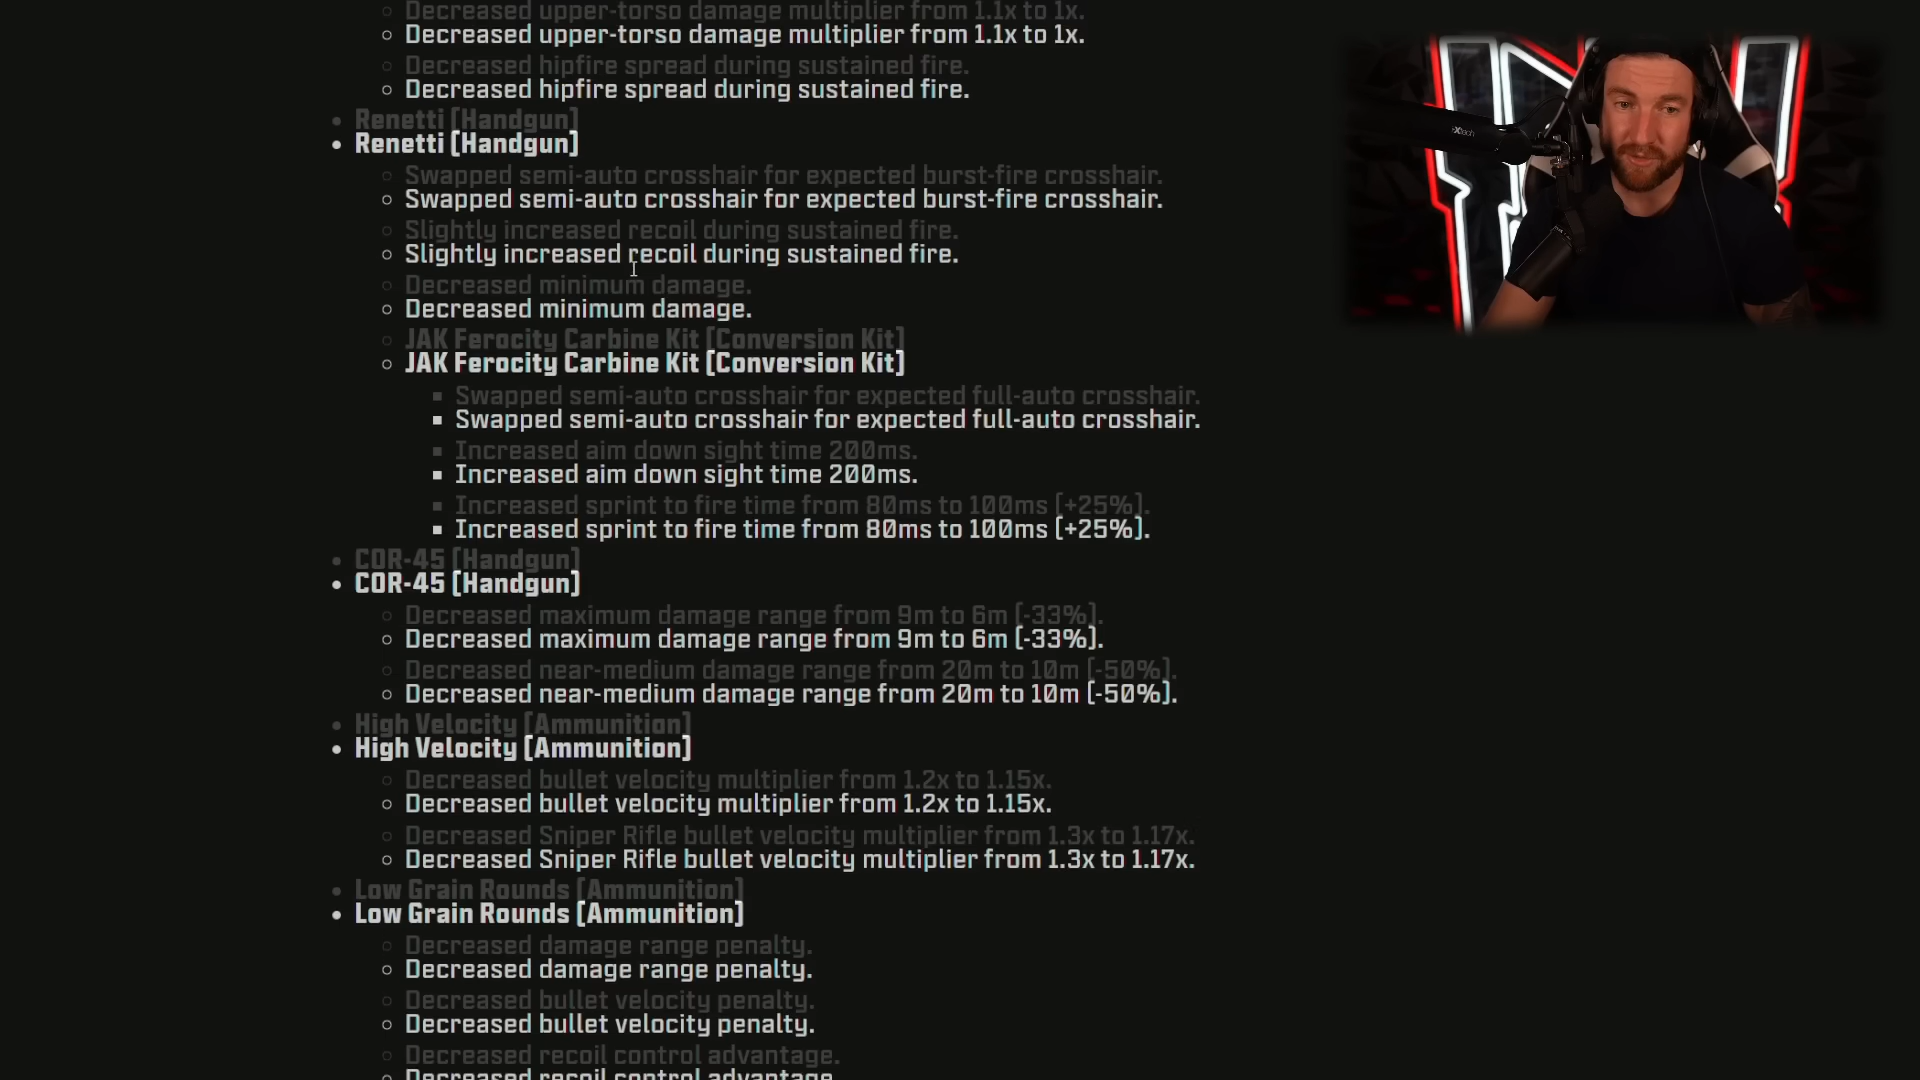 Decreased upper-torso damage multiplier from 1.1x to 1x.
Decreased upper-torso damage multiplier from 1.1x to 1x.
Decreased hipfire spread during sustained fire.
Decreased hipfire spread during sustained fire.
Renetti [Handgun]
Renetti [Handgun]
Swapped semi-auto crosshair for expected burst-fire crosshair.
Swapped semi-auto crosshair for expected burst-fire crosshair.
Slightly increased recoil during sustained fire.
Slightly increased recoil during sustained fire.
Decreased minimum damage.
Decreased minimum damage.
JAK Ferocity Carbine Kit [Conversion Kit]
JAK Ferocity Carbine Kit [Conversion Kit]
Swapped semi-auto crosshair for expected full-auto crosshair.
Swapped semi-auto crosshair for expected full-auto crosshair.
Increased aim down sight time 200ms.
Increased aim down sight time 200ms.
Increased sprint to fire time from 80ms to 100ms [+25%].
Increased sprint to fire time from 80ms to 100ms [+25%].
COR-45 [Handgun]
COR-45 [Handgun]
Decreased maximum damage range from 9m to 6m [-33%].
Decreased maximum damage range from 9m to 6m [-33%].
Decreased near-medium damage range from 20m to 10m [-50%].
Decreased near-medium damage range from 20m to 10m [-50%].
High Velocity [Ammunition]
High Velocity [Ammunition]
Decreased bullet velocity multiplier from 1.2x to 1.15x.
Decreased bullet velocity multiplier from 1.2x to 1.15x.
Decreased Sniper Rifle bullet velocity multiplier from 1.3x to 1.17x.
Decreased Sniper Rifle bullet velocity multiplier from 1.3x to 1.17x.
Low Grain Rounds [Ammunition]
Low Grain Rounds [Ammunition]
Decreased damage range penalty.
Decreased damage range penalty.
Decreased bullet velocity penalty.
Decreased bullet velocity penalty.
Decreased recoil control advantage.
Decreased recoil control advantage.